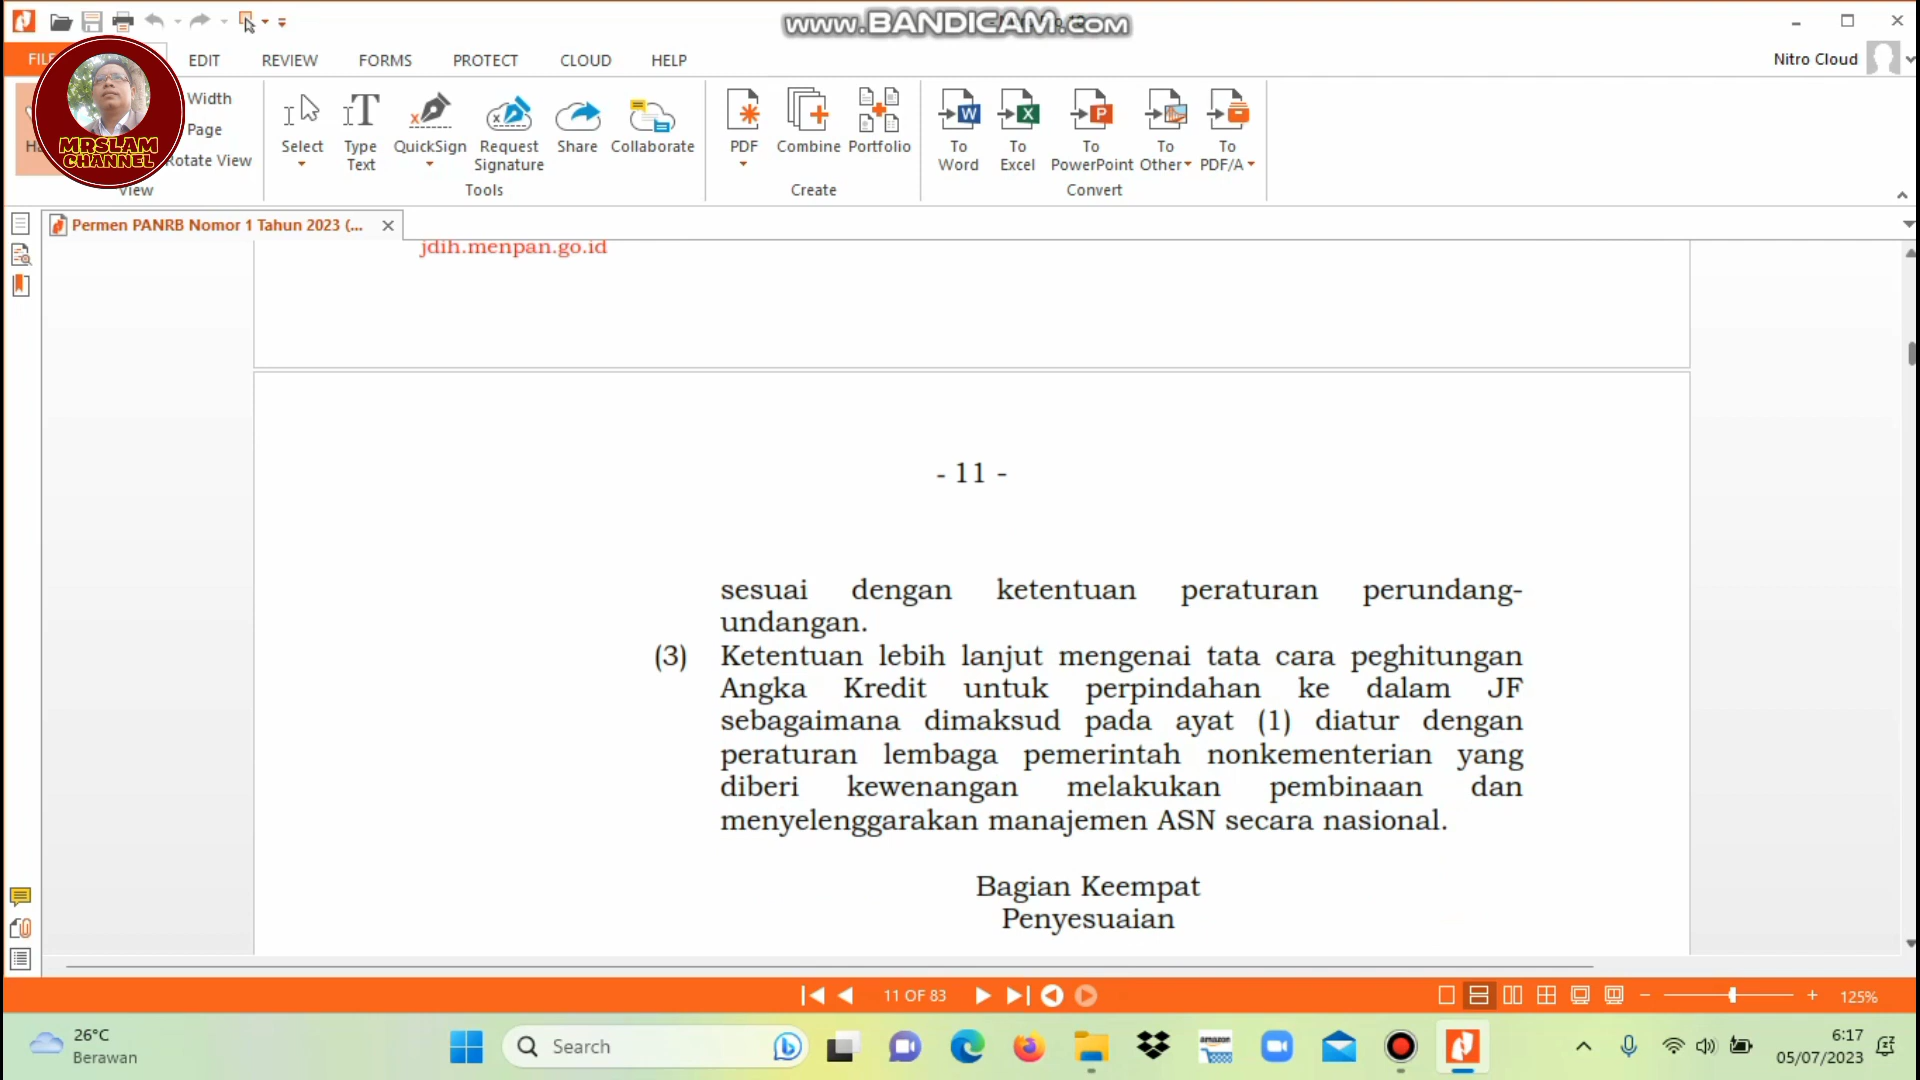 www.BANDICAM.com
FILE
EDIT
REVIEW
FORMS
PROTECT
CLOUD
HELP
Nitro Cloud
MRSLAM
CHANNEL
Width
Page
Rotate View
View
Select
Type
Text
QuickSign
Request
Signature
Share
Collaborate
Tools
PDF
Combine
Portfolio
Create
To
Word
To
Excel
To
PowerPoint
To
Other
To
PDF/A
Convert
Permen PANRB Nomor 1 Tahun 2023 (...
jdih.menpan.go.id
- 11 -
sesuai dengan ketentuan peraturan perundang-
undangan.
(3) Ketentuan lebih lanjut mengenai tata cara peghitungan
Angka Kredit untuk perpindahan ke dalam JF
sebagaimana dimaksud pada ayat (1) diatur dengan
peraturan lembaga pemerintah nonkementerian yang
diberi kewenangan melakukan pembinaan dan
menyelenggarakan manajemen ASN secara nasional.
Bagian Keempat
Penyesuaian
11 OF 83
125%
26°C
Berawan
Search
amazon
6:17
05/07/2023